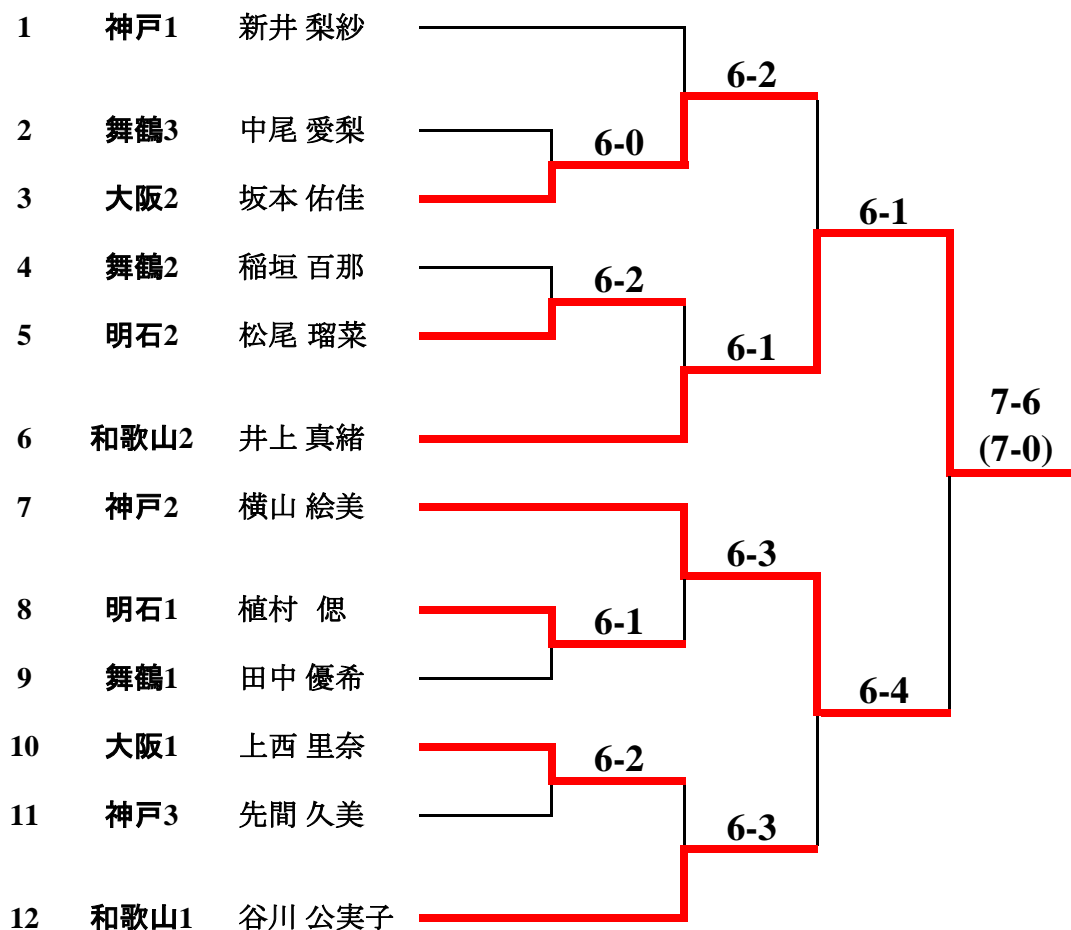 1 神戸1 新井 梨紗
6-2
2 舞鶴3 中尾 愛梨
6-0
3 大阪2 坂本 佑佳
6-1
4 舞鶴2 稲垣 百那
6-2
5 明石2 松尾 瑠菜
6-1
7-6
(7-0)
6 和歌山2 井上 真緒
7 神戸2 横山 絵美
6-3
8 明石1 植村 偲
6-1
9 舞鶴1 田中 優希
6-4
10 大阪1 上西 里奈
6-2
11 神戸3 先間 久美
6-3
12 和歌山1 谷川 公実子